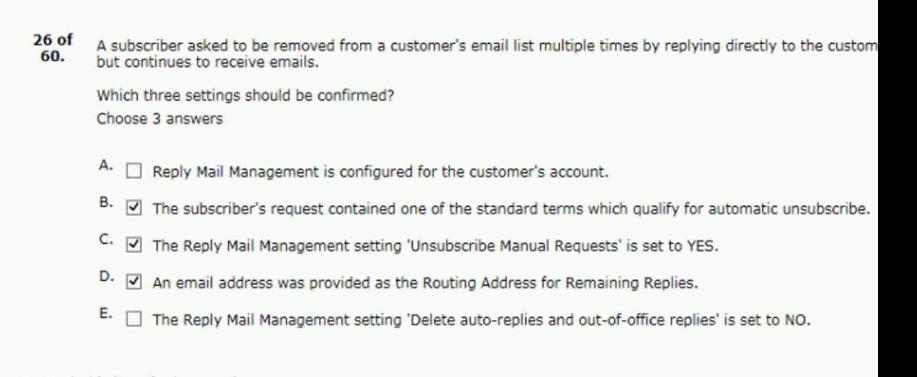 26 of
60.
A subscriber asked to be removed from a customer's email list multiple times by replying directly to the custom
but continues to receive emails.
Which three settings should be confirmed?
Choose 3 answers
A. Reply Mail Management is configured for the customer's account.
B. The subscriber's request contained one of the standard terms which qualify for automatic unsubscribe.
C. The Reply Mail Management setting 'Unsubscribe Manual Requests' is set to YES.
D. An email address was provided as the Routing Address for Remaining Replies.
E. The Reply Mail Management setting 'Delete auto-replies and out-of-office replies' is set to NO.